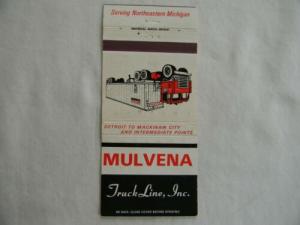 Serving Northeastern Michigan
DETROIT TO MACKINAW CITY
AND INTERMEDIATE POINTS
MULVENA
Truck Line, Inc.